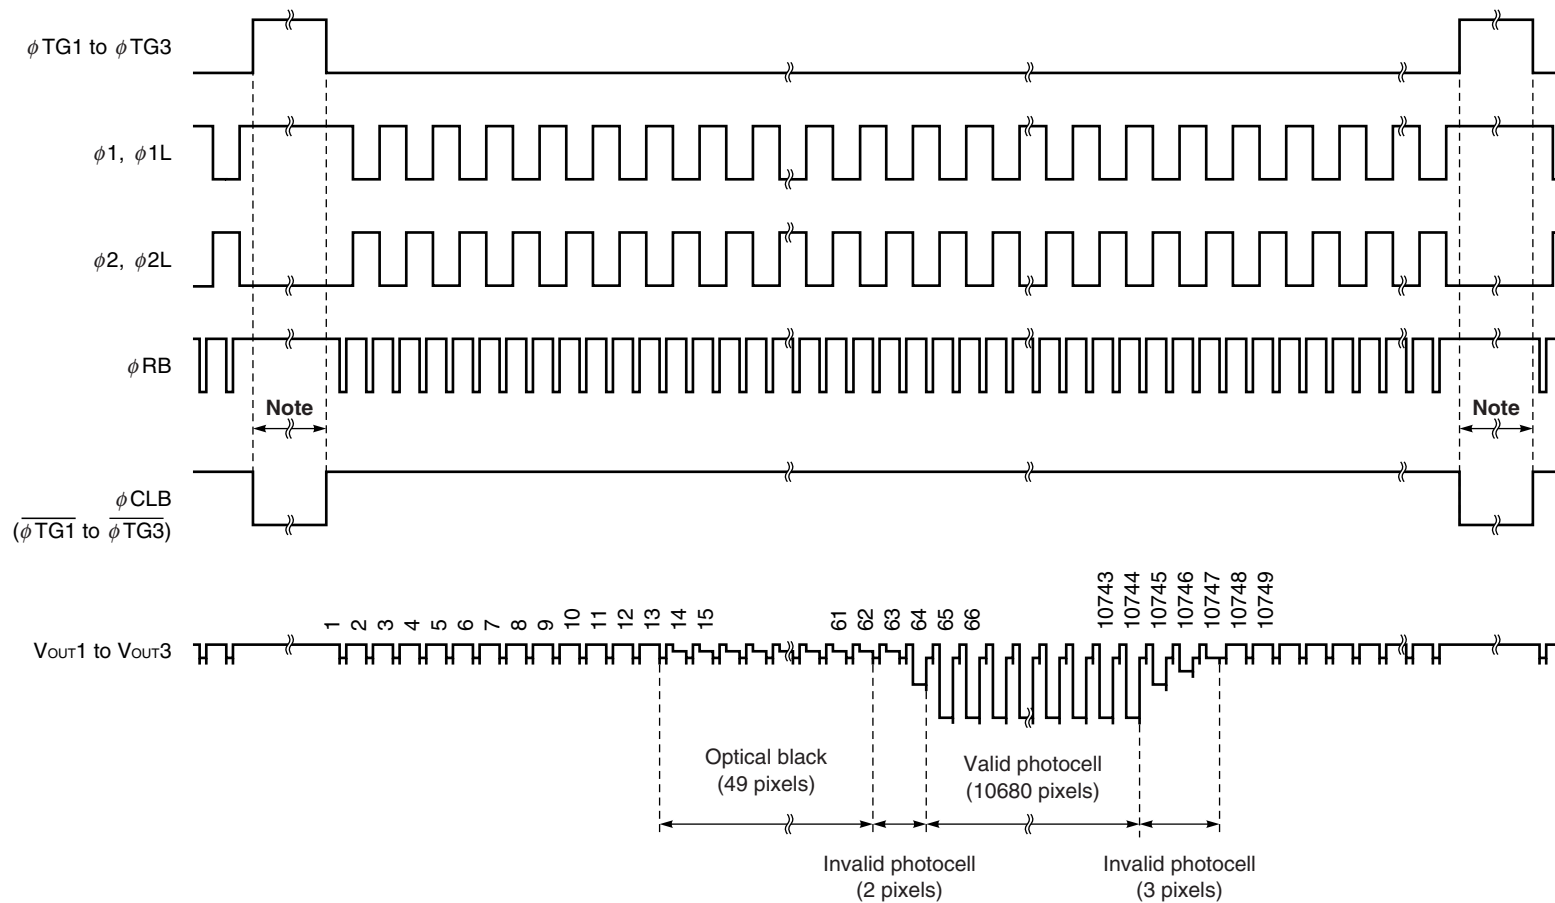 φTG1 to φTG3
φ1, φ1L
φ2, φ2L
φRB
Note
Note
φCLB
(φTG1 to φTG3)
VOUT1 to VOUT3
1
2
3
4
5
6
7
8
9
10
11
12
13
14
15
61
62
63
64
65
66
10743
10744
10745
10746
10747
10748
10749
Optical black
(49 pixels)
Valid photocell
(10680 pixels)
Invalid photocell
(2 pixels)
Invalid photocell
(3 pixels)